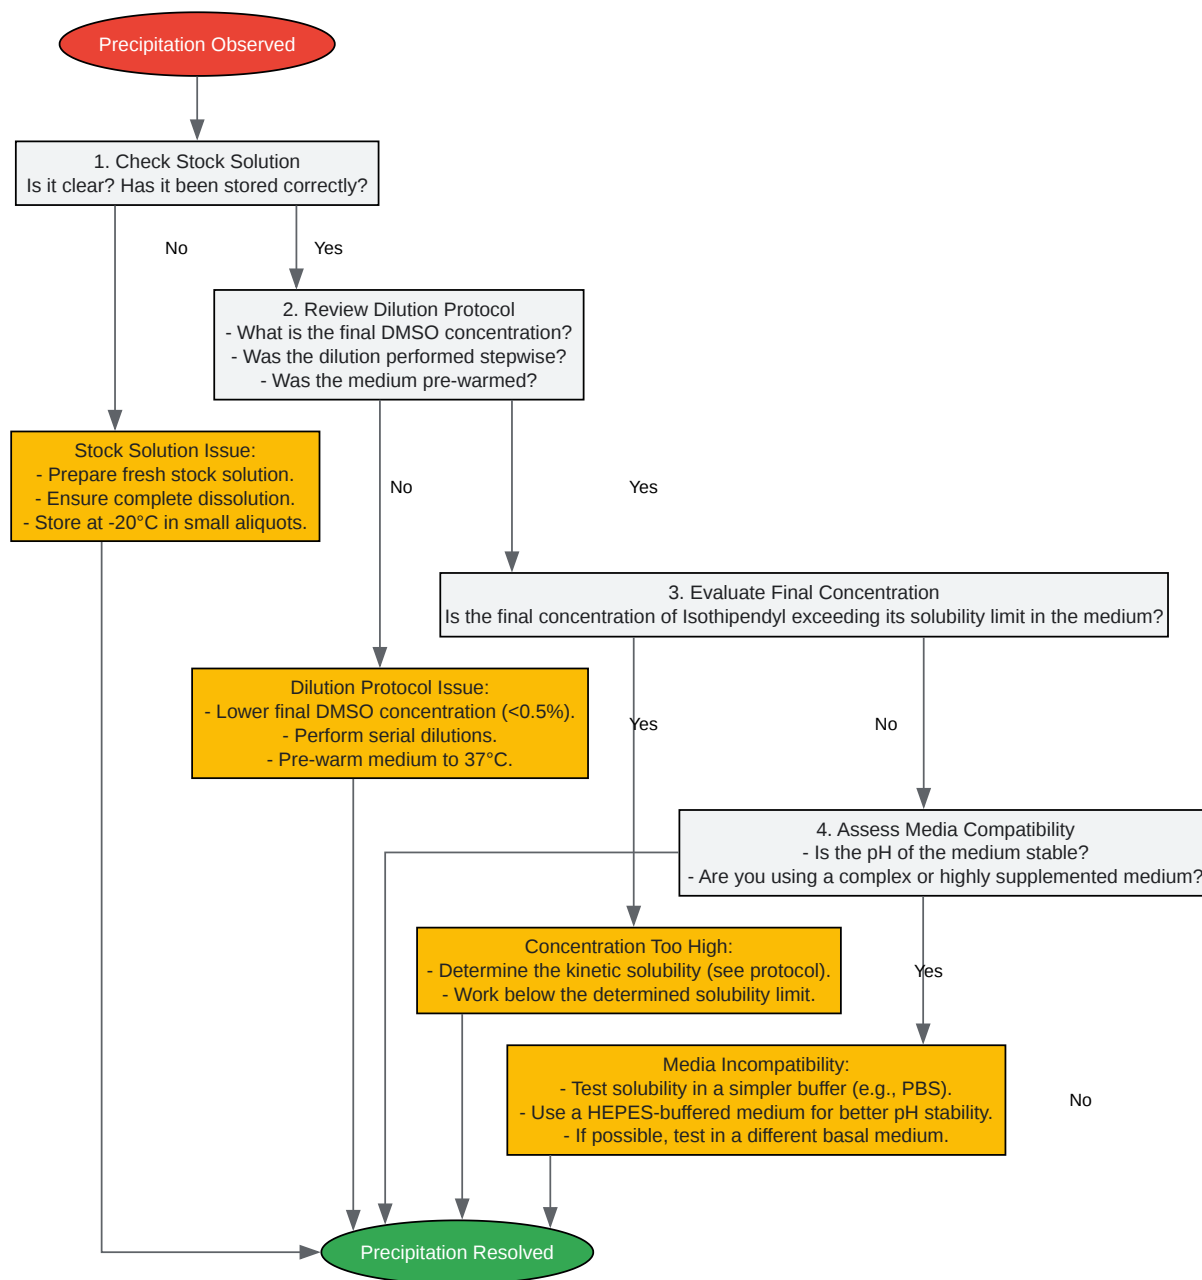 Precipitation Observed
1. Check Stock Solution
Is it clear? Has it been stored correctly?
No
Yes
2. Review Dilution Protocol
- What is the final DMSO concentration?
- Was the dilution performed stepwise?
- Was the medium pre-warmed?
Stock Solution Issue:
- Prepare fresh stock solution.
- Ensure complete dissolution.
- Store at -20°C in small aliquots.
No
Yes
3. Evaluate Final Concentration
Is the final concentration of Isothipendyl exceeding its solubility limit in the medium?
Dilution Protocol Issue:
- Lower final DMSO concentration (<0.5%).
- Perform serial dilutions.
- Pre-warm medium to 37°C.
Yes
No
4. Assess Media Compatibility
- Is the pH of the medium stable?
- Are you using a complex or highly supplemented medium?
Concentration Too High:
- Determine the kinetic solubility (see protocol).
- Work below the determined solubility limit.
Yes
Media Incompatibility:
- Test solubility in a simpler buffer (e.g., PBS).
- Use a HEPES-buffered medium for better pH stability.
- If possible, test in a different basal medium.
No
Precipitation Resolved